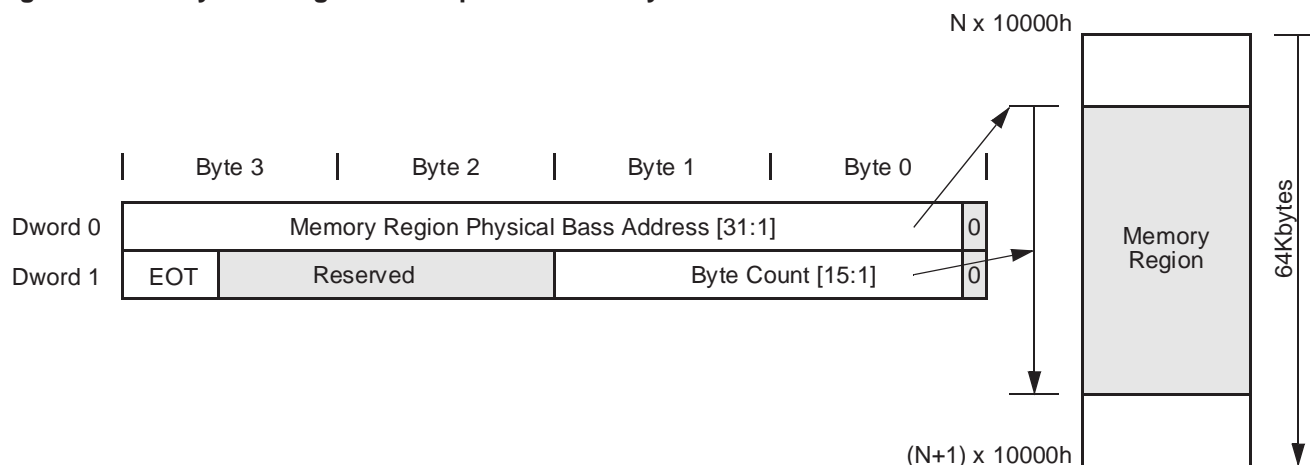 N x 10000h
Byte 3 Byte 2 Byte 1 Byte 0
Dword 0 Memory Region Physical Bass Address [31:1] 0
Dword 1 EOT Reserved Byte Count [15:1] 0
Memory
Region
64Kbytes
(N+1) x 10000h